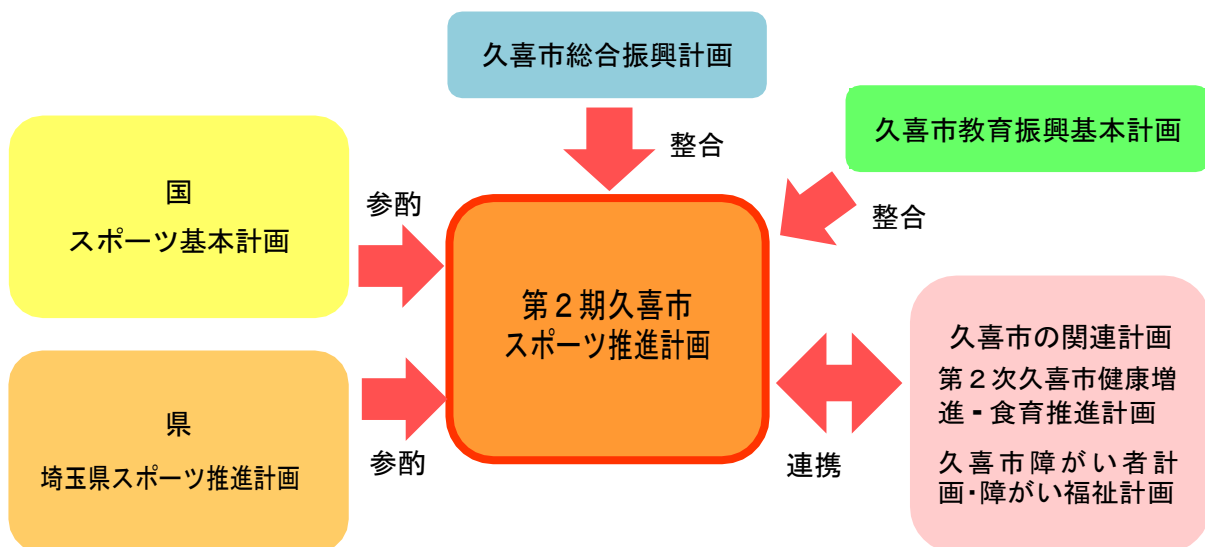 久喜市総合振興計画
整合
久喜市教育振興基本計画
整合
国
スポーツ基本計画
参酌
第２期久喜市
スポーツ推進計画
県
埼玉県スポーツ推進計画
参酌
連携
久喜市の関連計画
第２次久喜市健康増
進・食育推進計画
久喜市障がい者計
画・障がい福祉計画